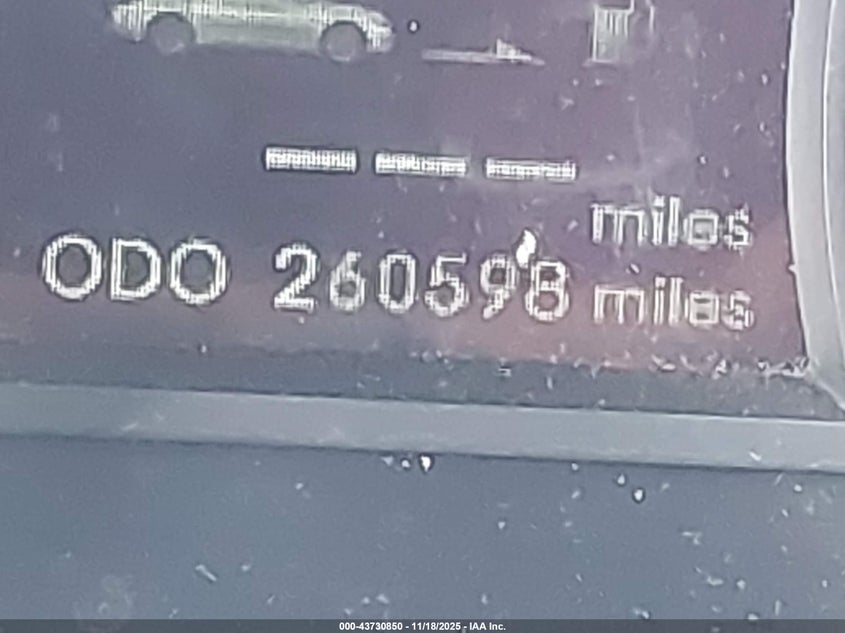 --- miles
ODO 260598 miles
000-43730850 - 11/18/2025 - IAA Inc.